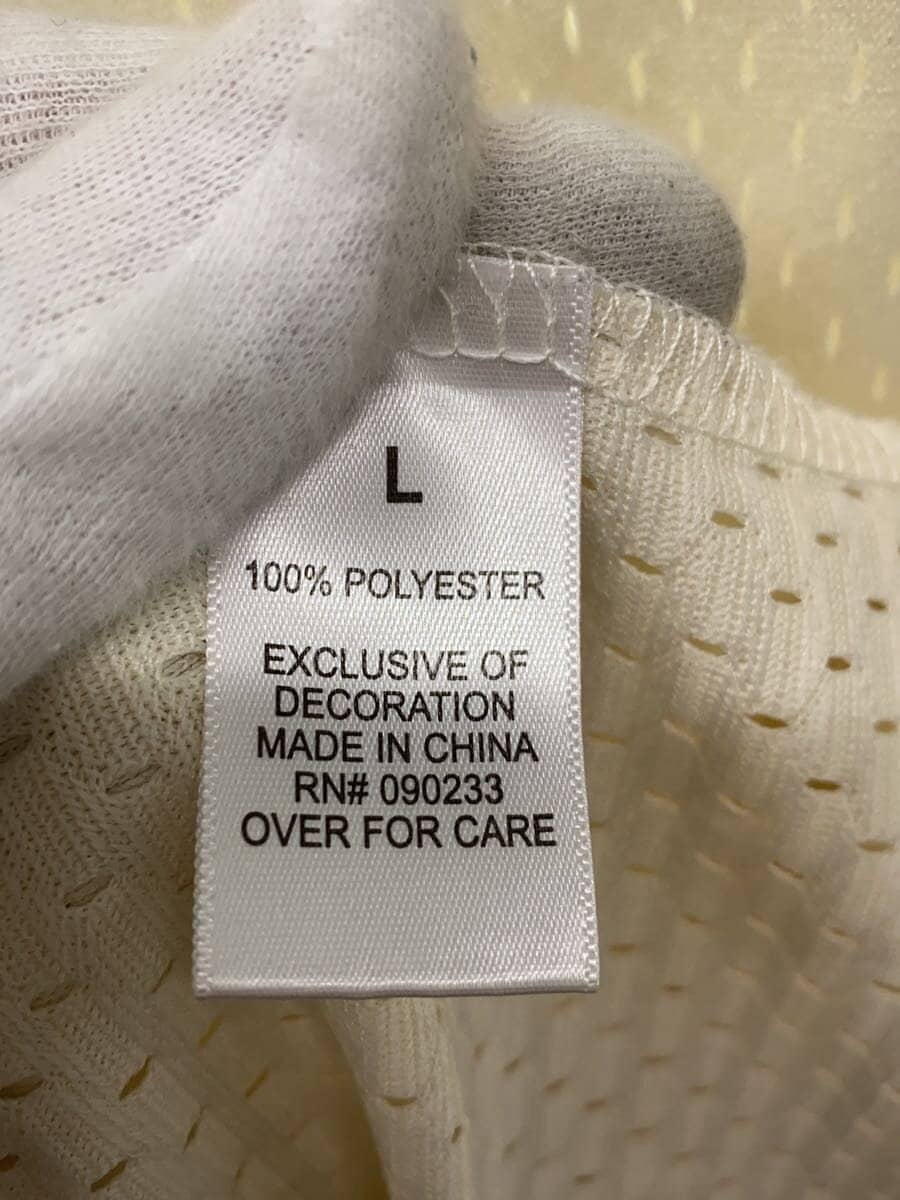 L
100% POLYESTER
EXCLUSIVE OF
DECORATION
MADE IN CHINA
RN# 090233
OVER FOR CARE